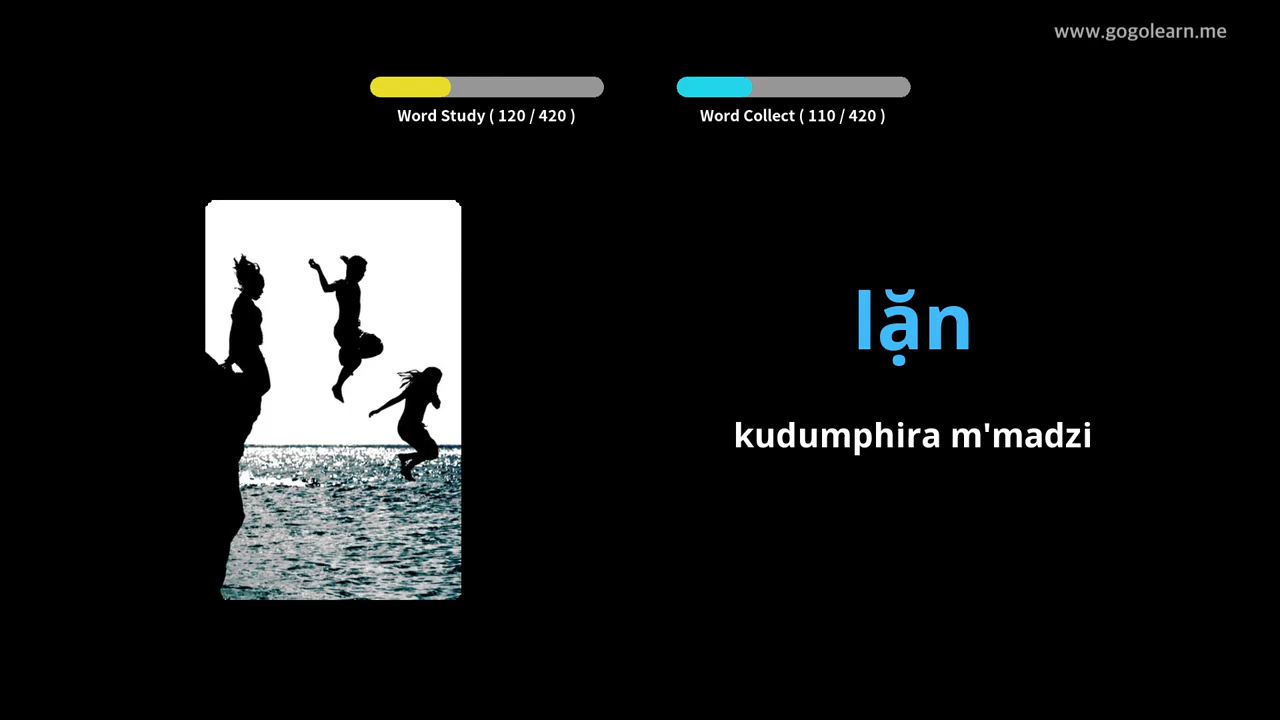 www.gogolearn.me
Word Study ( 120 / 420 )
Word Collect ( 110 / 420 )
lặn
kudumphira m'madzi